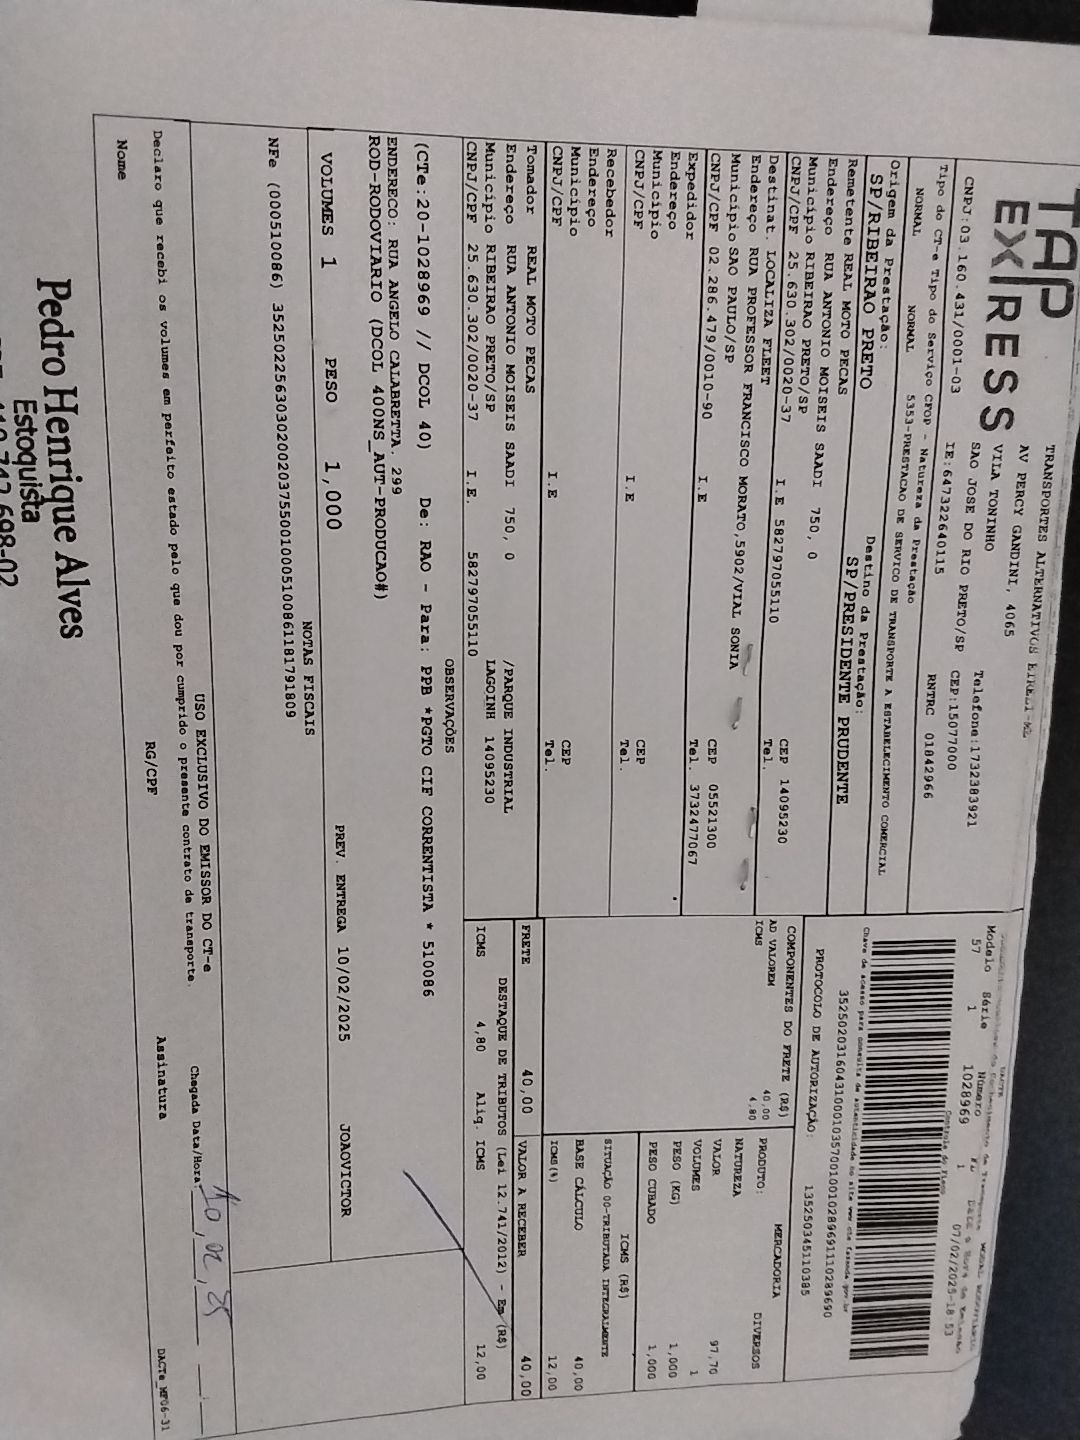 TAP
EXPRESS
TRANSPORTES ALTERNATIVOS EIRELI-ME
AV PERCY GANDINI, 4065
VILA TONINHO Telefone:1732383921
SAO JOSE DO RIO PRETO/SP CEP:15077000
CNPJ:03.160.431/0001-03 IE:647322640115 RNTRC 01842966
DACTE
Modelo Série Número FL Data e Hora de Emissão
57 1 1028969 1 07/02/2025-18:53
Controle do Fisco
Chave de acesso para consulta de autenticidade no site www.cte.fazenda.gov.br
PROTOCOLO DE AUTORIZAÇÃO: 135250345110385
Tipo do CT-e Tipo do Serviço CFOP - Natureza da Prestação
NORMAL NORMAL 5353-PRESTACAO DE SERVICO DE TRANSPORTE A ESTABELECIMENTO COMERCIAL
Origem da Prestação: Destino da Prestação:
SP/RIBEIRAO PRETO SP/PRESIDENTE PRUDENTE
Remetente REAL MOTO PECAS
Endereço RUA ANTONIO MOISEIS SAADI 750, 0
Município RIBEIRAO PRETO/SP CEP 14095230
CNPJ/CPF 25.630.302/0020-37 I.E 582797055110 Tel.
Destinat. LOCALIZA FLEET
Endereço RUA PROFESSOR FRANCISCO MORATO,5902/VIAL SONIA
Município SAO PAULO/SP CEP 05521300
CNPJ/CPF 02.286.479/0010-90 I.E Tel. 3732477067
Expedidor
Endereço
Município CEP
CNPJ/CPF I.E Tel.
Recebedor
Endereço
Município CEP
CNPJ/CPF I.E Tel.
Tomador REAL MOTO PECAS
Endereço RUA ANTONIO MOISEIS SAADI 750, 0 /PARQUE INDUSTRIAL
Município RIBEIRAO PRETO/SP LAGOINH 14095230
CNPJ/CPF 25.630.302/0020-37 I.E. 582797055110
COMPONENTES DO FRETE (R$)
AD VALOREM 40,00
ICMS 4,80
PRODUTO: MERCADORIA
NATUREZA DIVERSOS
VALOR 97,70
VOLUMES 1
PESO (KG) 1,000
PESO CUBADO 1,000
ICMS (R$)
SITUAÇÃO 00-TRIBUTADA INTEGRALMENTE
BASE CÁLCULO 40,00
ICMS(%) 12,00
FRETE 40,00 VALOR A RECEBER 40,00
DESTAQUE DE TRIBUTOS (Lei 12.741/2012) - Em (R$)
ICMS 4,80 Aliq. ICMS 12,00
OBSERVAÇÕES
(CTe:20-1028969 // DCOL 40) De: RAO - Para: PPB *PGTO CIF CORRENTISTA * 510086
ENDERECO: RUA ANGELO CALABRETTA. 299
ROD-RODOVIARIO (DCOL 400NS_AUT-PRODUCAO#)
VOLUMES 1 PESO 1,000 PREV. ENTREGA 10/02/2025 JOAOVICTOR
NOTAS FISCAIS
NFe (000510086) 35250225630302002037550010005100861181791809
USO EXCLUSIVO DO EMISSOR DO CT-e
Declaro que recebi os volumes em perfeito estado pelo que dou por cumprido o presente contrato de transporte.
Chegada Data/Hora: 10, 02, 25
Nome RG/CPF Assinatura
DACTe_MF06-31
Pedro Henrique Alves
Estoquista